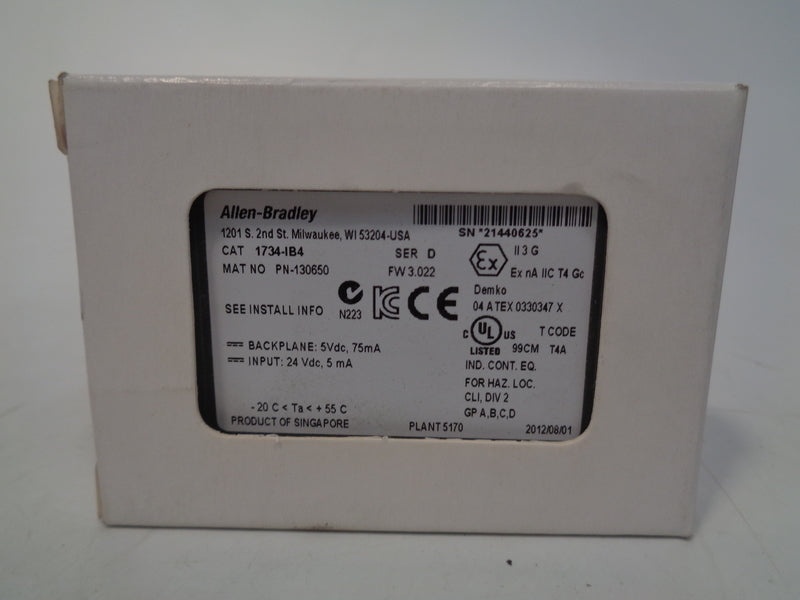 Allen-Bradley
1201 S. 2nd St. Milwaukee, WI 53204-USA
SN *21440625*
CAT 1734-IB4
SER D
MAT NO PN-130650
FW 3.022
Ex
II 3 G
Ex nA IIC T4 Gc
SEE INSTALL INFO
N223
KC
CE
Demko
04 ATEX 0330347 X
C UL US
LISTED
99CM
T CODE
T4A
BACKPLANE: 5Vdc, 75mA
INPUT: 24 Vdc, 5 mA
IND. CONT. EQ.
FOR HAZ. LOC.
CLI, DIV 2
GP A,B,C,D
- 20 C < Ta < + 55 C
PRODUCT OF SINGAPORE
PLANT 5170
2012/08/01